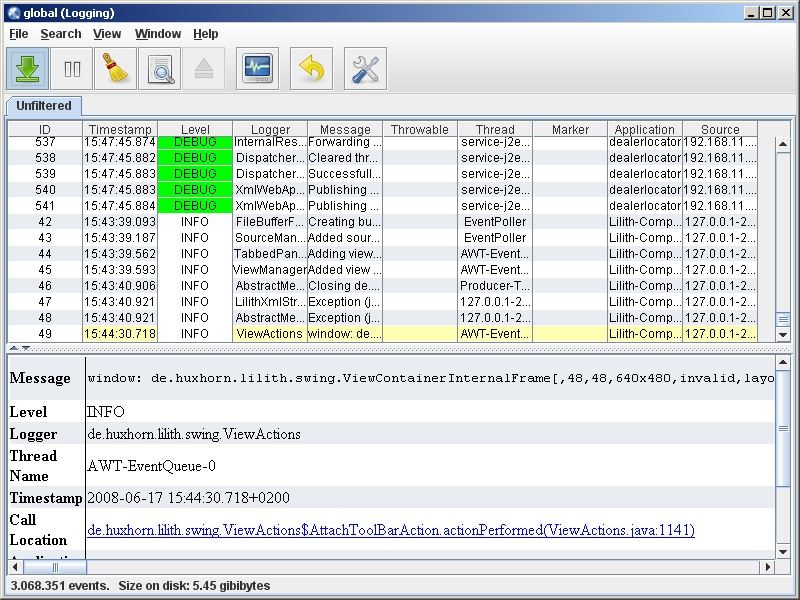 global (Logging)
File Search View Window Help
Unfiltered
ID Timestamp Level Logger Message Throwable Thread Marker Application Source
537 15:47:45.874 DEBUG InternalRes... Forwarding ... service-j2e... dealerlocator 192.168.11....
538 15:47:45.882 DEBUG Dispatcher... Cleared thr... service-j2e... dealerlocator 192.168.11....
539 15:47:45.883 DEBUG Dispatcher... Successfull... service-j2e... dealerlocator 192.168.11....
540 15:47:45.883 DEBUG XmlWebAp... Publishing ... service-j2e... dealerlocator 192.168.11....
541 15:47:45.884 DEBUG XmlWebAp... Publishing ... service-j2e... dealerlocator 192.168.11....
42 15:43:39.093 INFO FileBufferF... Creating bu... EventPoller Lilith-Comp... 127.0.0.1-2...
43 15:43:39.187 INFO SourceMan... Added sour... EventPoller Lilith-Comp... 127.0.0.1-2...
44 15:43:39.562 INFO TabbedPan... Adding view... AWT-Event... Lilith-Comp... 127.0.0.1-2...
45 15:43:39.593 INFO ViewManager Added view ... AWT-Event... Lilith-Comp... 127.0.0.1-2...
46 15:43:40.906 INFO AbstractMe... Closing de... Producer-T... Lilith-Comp... 127.0.0.1-2...
47 15:43:40.921 INFO LilithXmlStr... Exception (j... 127.0.0.1-2... Lilith-Comp... 127.0.0.1-2...
48 15:43:40.921 INFO AbstractMe... Exception (j... 127.0.0.1-2... Lilith-Comp... 127.0.0.1-2...
49 15:44:30.718 INFO ViewActions window: de.... AWT-Event... Lilith-Comp... 127.0.0.1-2...
Message window: de.huxhorn.lilith.swing.ViewContainerInternalFrame[,48,48,640x480,invalid,layo
Level INFO
Logger de.huxhorn.lilith.swing.ViewActions
Thread
Name AWT-EventQueue-0
Timestamp 2008-06-17 15:44:30.718+0200
Call
Location de.huxhorn.lilith.swing.ViewActions$AttachToolBarAction.actionPerformed(ViewActions.java:1141)
3.068.351 events. Size on disk: 5.45 gibibytes